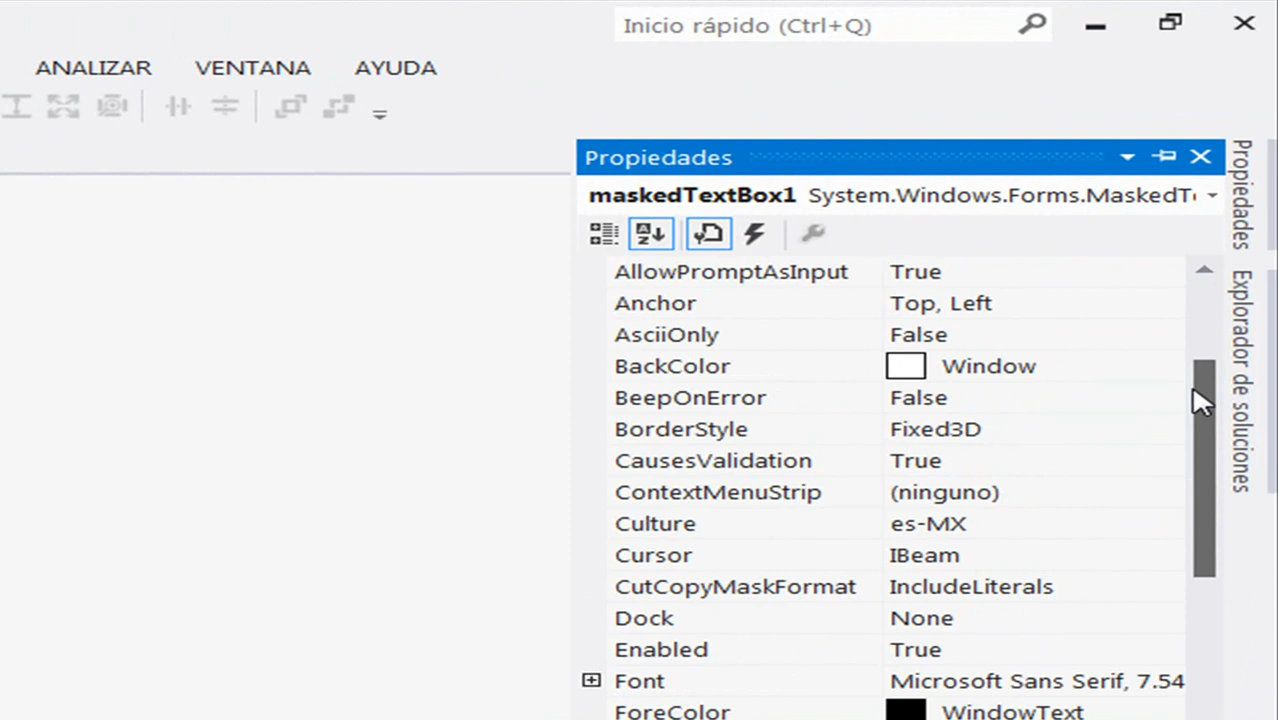 Inicio rápido (Ctrl+Q)
ANALIZAR VENTANA AYUDA
Propiedades
maskedTextBox1 System.Windows.Forms.MaskedTe
AllowPromptAsInput True
Anchor Top, Left
AsciiOnly False
BackColor Window
BeepOnError False
BorderStyle Fixed3D
CausesValidation True
ContextMenuStrip (ninguno)
Culture es-MX
Cursor IBeam
CutCopyMaskFormat IncludeLiterals
Dock None
Enabled True
Font Microsoft Sans Serif, 7.54
ForeColor WindowText
Propiedades
Explorador de soluciones